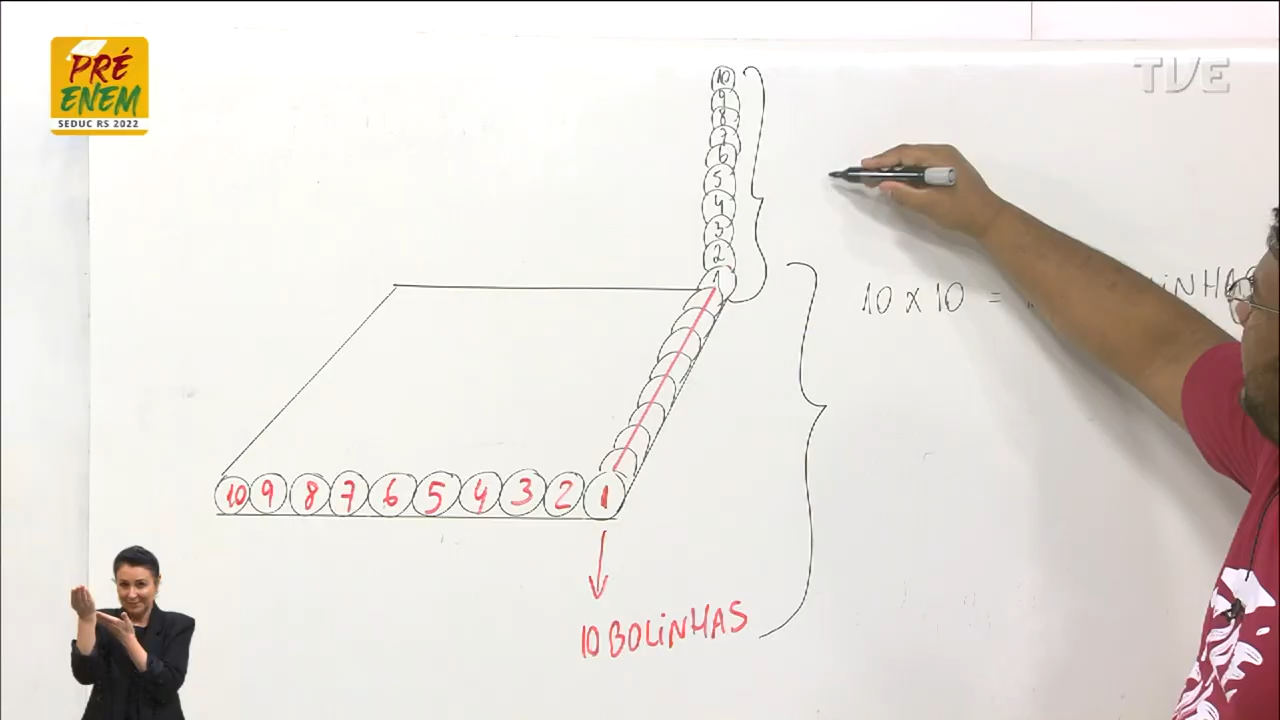 PRÉ
ENEM
SEDUC RS 2022
TVE
10
9
8
7
6
5
4
3
2
1
10 x 10 =
10 9 8 7 6 5 4 3 2 1
10 BOLINHAS